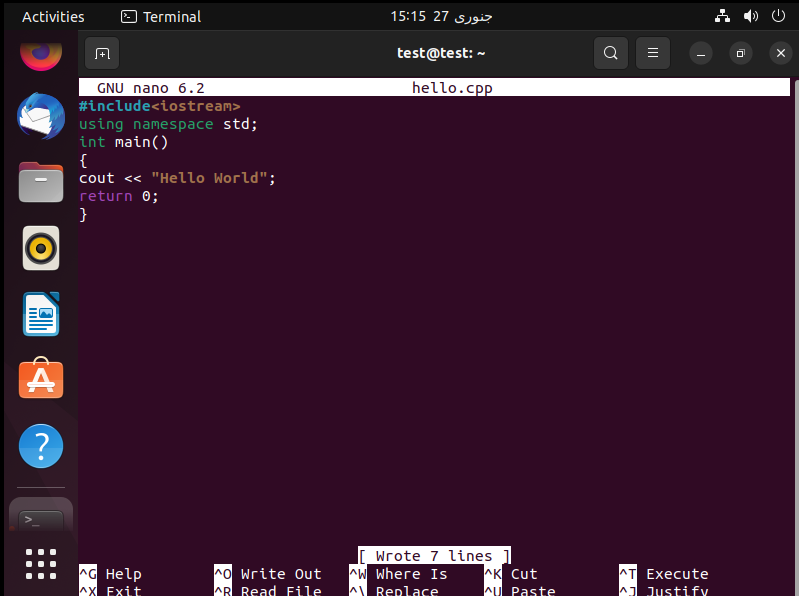 Activities Terminal 15:15 27 جنوری
test@test: ~
GNU nano 6.2 hello.cpp
#include<iostream>
using namespace std;
int main()
{
cout << "Hello World";
return 0;
}
[ Wrote 7 lines ]
^G Help ^O Write Out ^W Where Is ^K Cut ^T Execute
^X Exit ^R Read File ^\ Replace ^U Paste ^J Justify